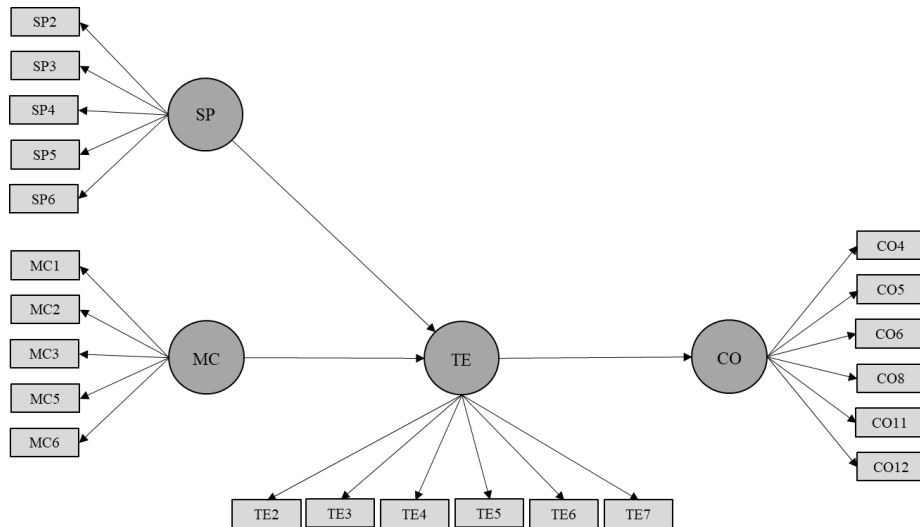 SP2
SP3
SP4
SP5
SP6
SP
MC1
MC2
MC3
MC5
MC6
MC
TE
CO
CO4
CO5
CO6
CO8
CO11
CO12
TE2
TE3
TE4
TE5
TE6
TE7